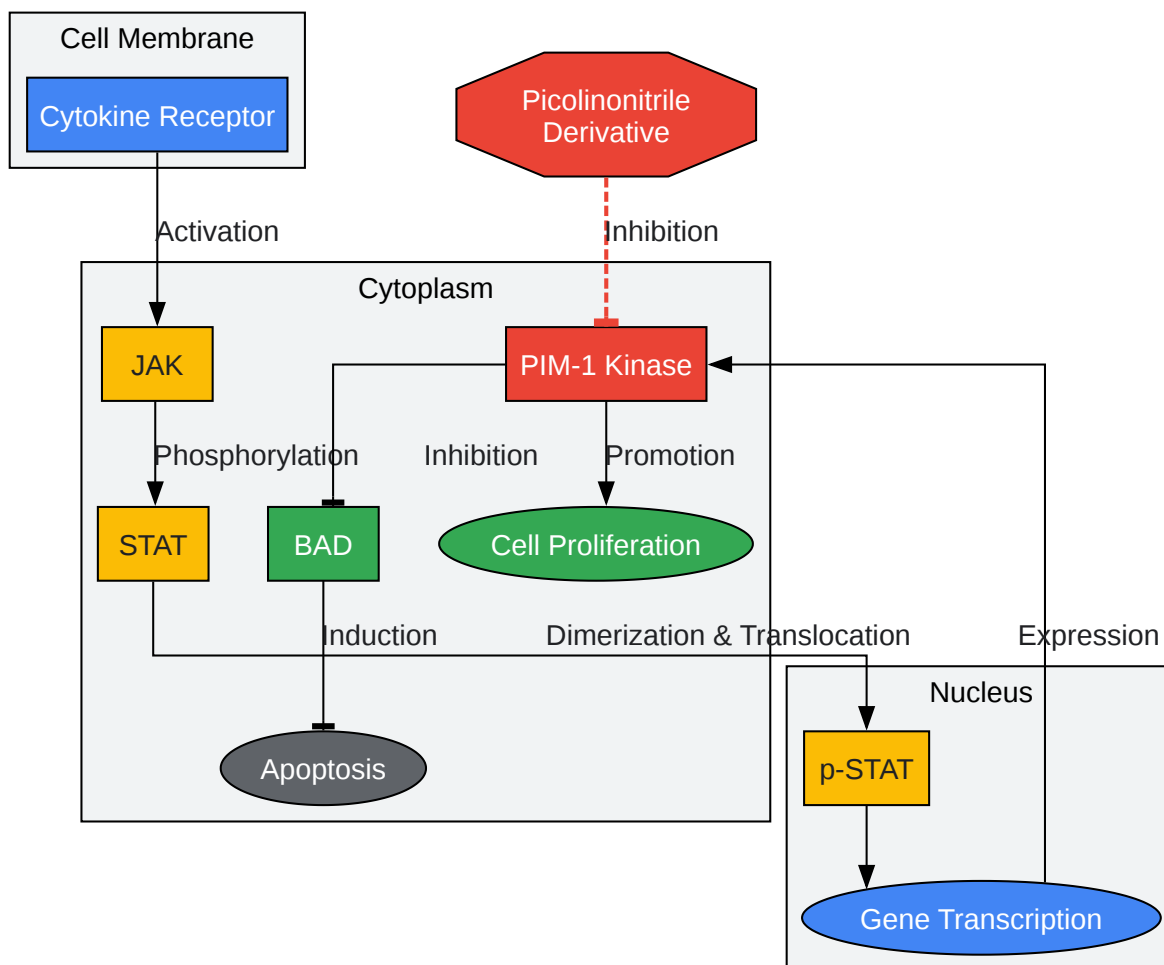 Cell Membrane
Cytokine Receptor
Picolinonitrile
Derivative
Activation
Inhibition
Cytoplasm
JAK
PIM-1 Kinase
Phosphorylation
Inhibition
Promotion
STAT
BAD
Cell Proliferation
Induction
Dimerization & Translocation
Expression
Nucleus
Apoptosis
p-STAT
Gene Transcription